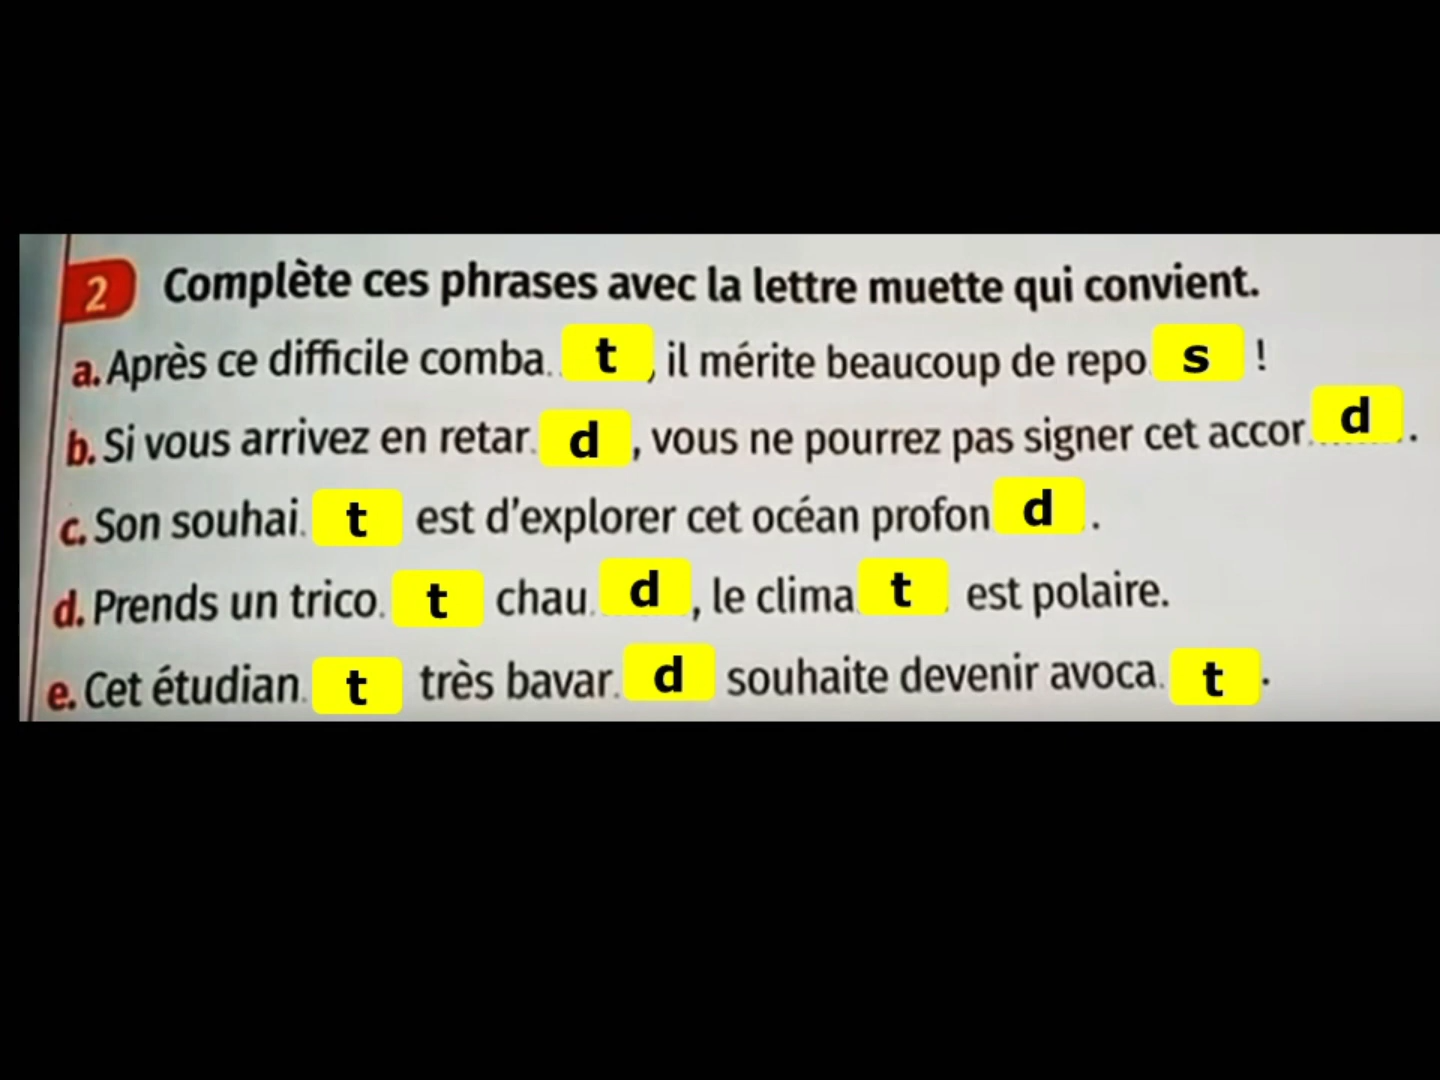 2 Complète ces phrases avec la lettre muette qui convient.
a. Après ce difficile comba. t , il mérite beaucoup de repo s !
b. Si vous arrivez en retar. d , vous ne pourrez pas signer cet accor d .
c. Son souhai. t est d'explorer cet océan profon d .
d. Prends un trico. t chau. d , le clima t est polaire.
e. Cet étudian. t très bavar. d souhaite devenir avoca. t .